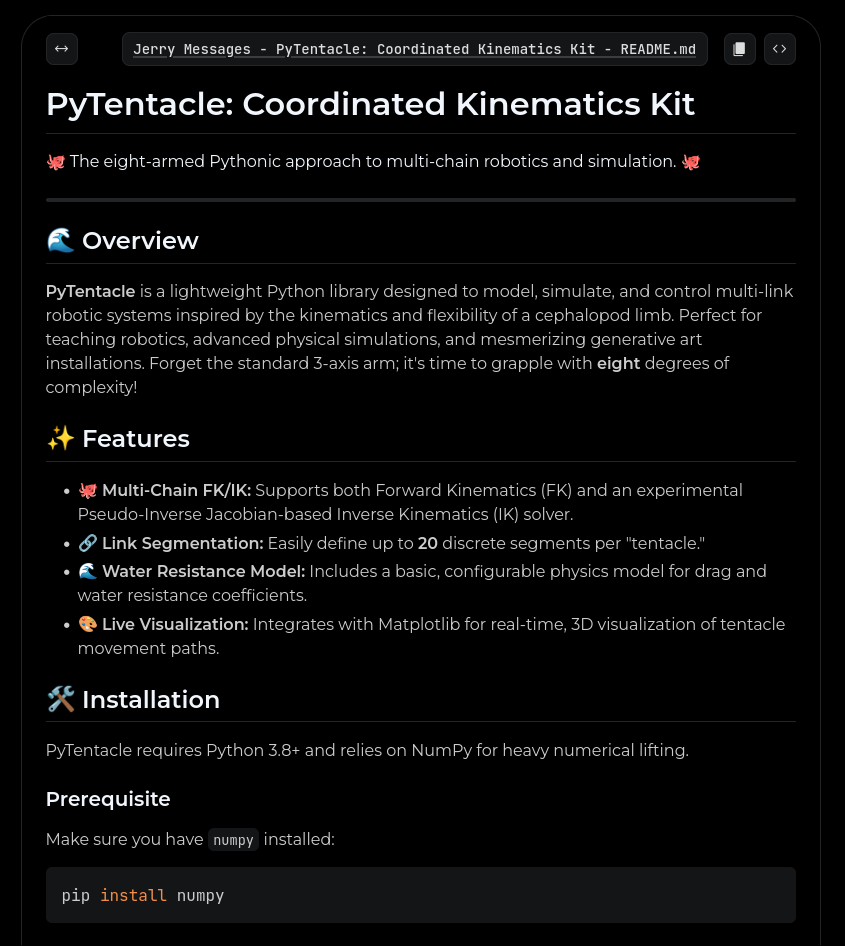 Jerry Messages - PyTentacle: Coordinated Kinematics Kit - README.md
PyTentacle: Coordinated Kinematics Kit
🐙 The eight-armed Pythonic approach to multi-chain robotics and simulation. 🐙
🌊 Overview
PyTentacle is a lightweight Python library designed to model, simulate, and control multi-link
robotic systems inspired by the kinematics and flexibility of a cephalopod limb. Perfect for
teaching robotics, advanced physical simulations, and mesmerizing generative art
installations. Forget the standard 3-axis arm; it's time to grapple with eight degrees of
complexity!
✨ Features
• 🐙 Multi-Chain FK/IK: Supports both Forward Kinematics (FK) and an experimental
Pseudo-Inverse Jacobian-based Inverse Kinematics (IK) solver.
• 🔗 Link Segmentation: Easily define up to 20 discrete segments per "tentacle."
• 🌊 Water Resistance Model: Includes a basic, configurable physics model for drag and
water resistance coefficients.
• 🎨 Live Visualization: Integrates with Matplotlib for real-time, 3D visualization of tentacle
movement paths.
🛠️ Installation
PyTentacle requires Python 3.8+ and relies on NumPy for heavy numerical lifting.
Prerequisite
Make sure you have numpy installed:
pip install numpy